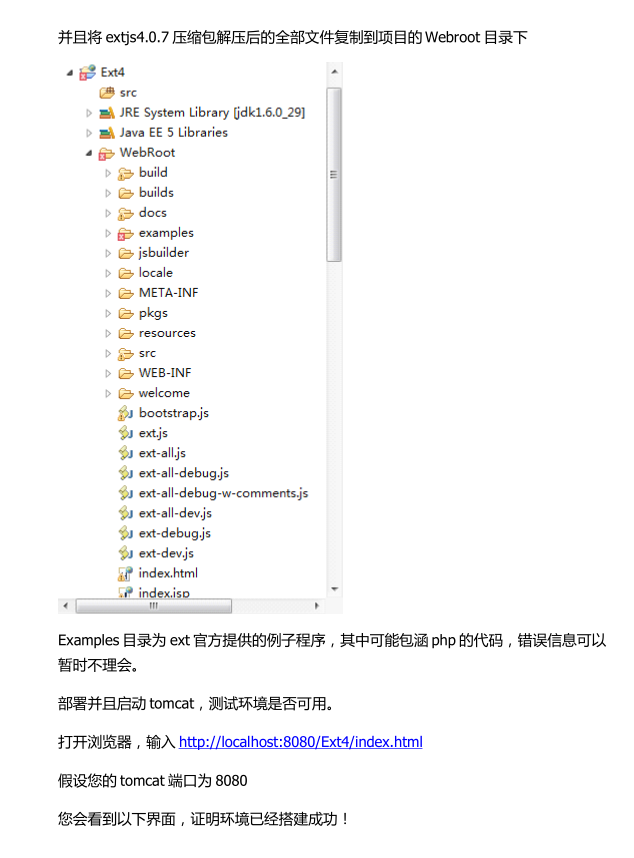 并且将 extjs4.0.7 压缩包解压后的全部文件复制到项目的 Webroot 目录下
Ext4
src
JRE System Library [jdk1.6.0_29]
Java EE 5 Libraries
WebRoot
build
builds
docs
examples
jsbuilder
locale
META-INF
pkgs
resources
src
WEB-INF
welcome
bootstrap.js
ext.js
ext-all.js
ext-all-debug.js
ext-all-debug-w-comments.js
ext-all-dev.js
ext-debug.js
ext-dev.js
index.html
index.jsp
Examples 目录为 ext 官方提供的例子程序，其中可能包涵 php 的代码，错误信息可以
暂时不理会。
部署并且启动 tomcat，测试环境是否可用。
打开浏览器，输入 http://localhost:8080/Ext4/index.html
假设您的 tomcat 端口为 8080
您会看到以下界面，证明环境已经搭建成功！